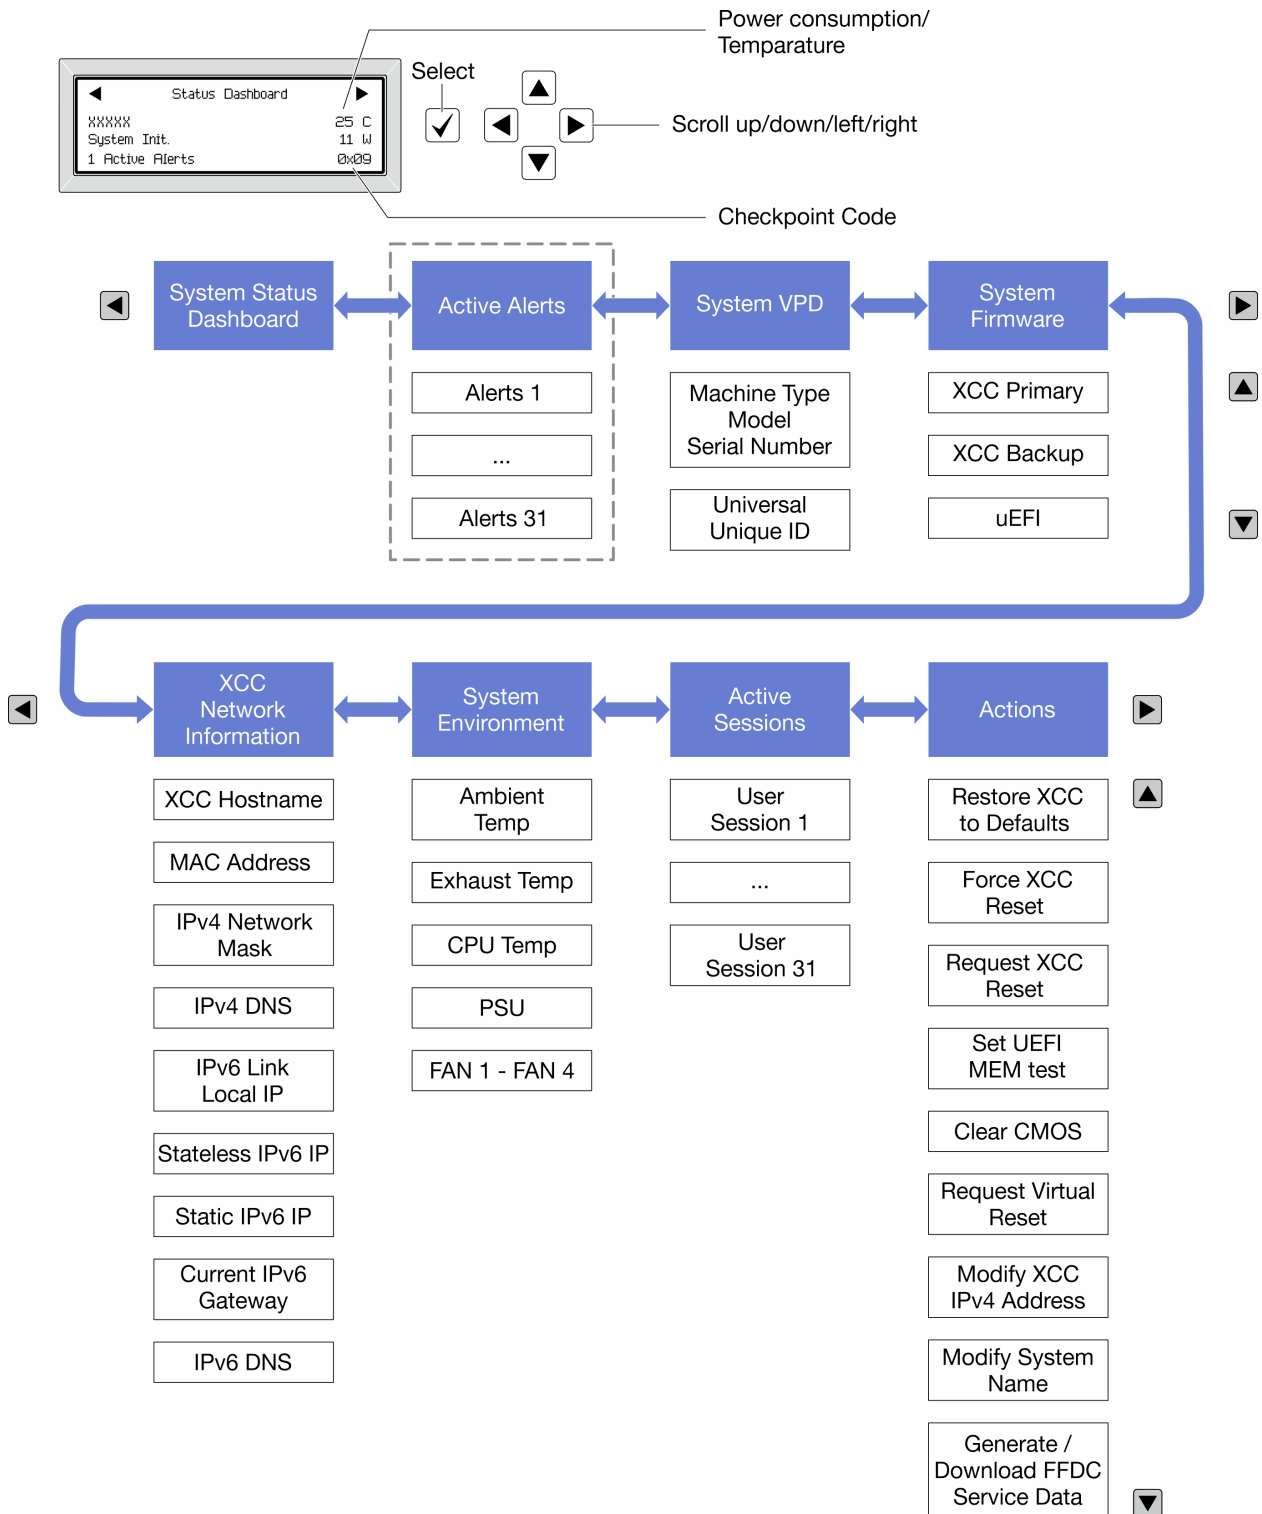 Power consumption/
Temparature
Select
Status Dashboard
XXXXX 25 C
System Init. 11 W
1 Active Alerts 0x09
Scroll up/down/left/right
Checkpoint Code
System Status
Dashboard
Active Alerts
System VPD
System
Firmware
Alerts 1
...
Alerts 31
Machine Type
Model
Serial Number
Universal
Unique ID
XCC Primary
XCC Backup
uEFI
XCC
Network
Information
System
Environment
Active
Sessions
Actions
XCC Hostname
MAC Address
IPv4 Network
Mask
IPv4 DNS
IPv6 Link
Local IP
Stateless IPv6 IP
Static IPv6 IP
Current IPv6
Gateway
IPv6 DNS
Ambient
Temp
Exhaust Temp
CPU Temp
PSU
FAN 1 - FAN 4
User
Session 1
...
User
Session 31
Restore XCC
to Defaults
Force XCC
Reset
Request XCC
Reset
Set UEFI
MEM test
Clear CMOS
Request Virtual
Reset
Modify XCC
IPv4 Address
Modify System
Name
Generate /
Download FFDC
Service Data